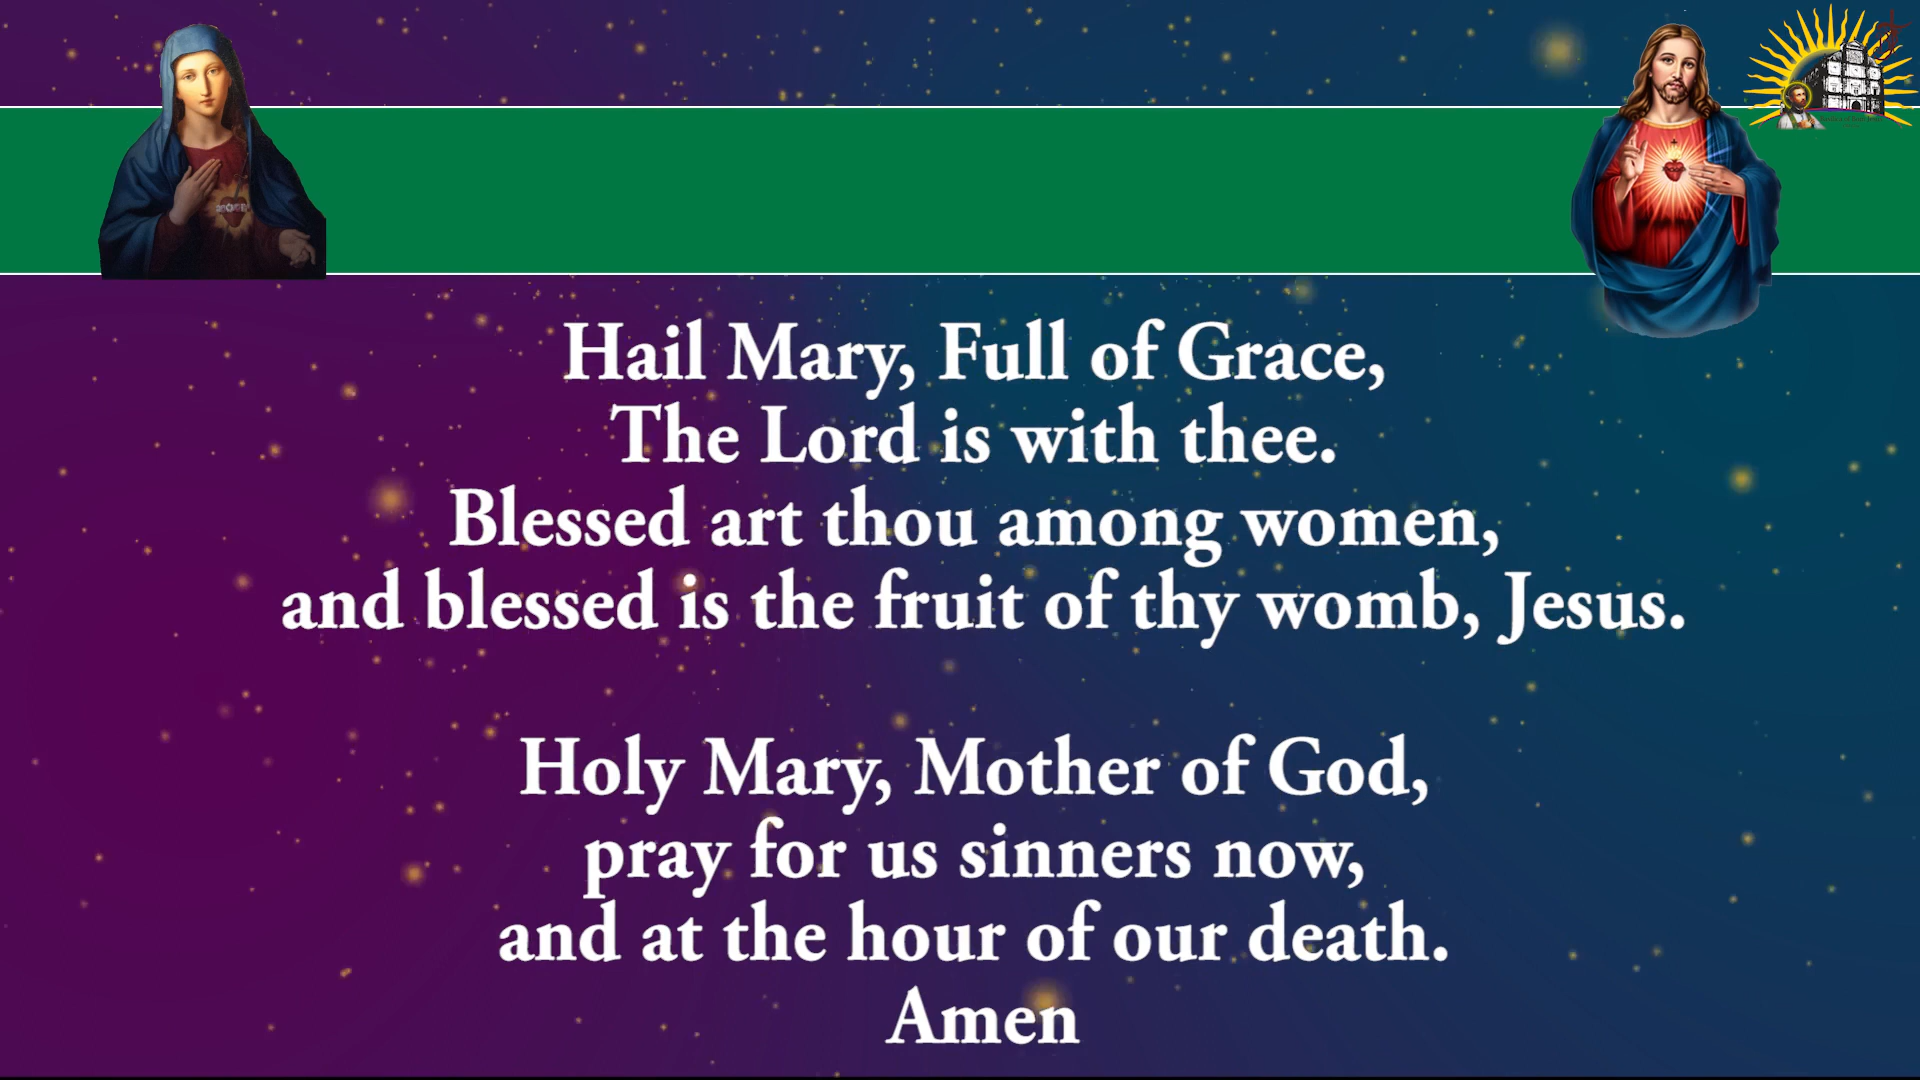 Hail Mary, Full of Grace,
The Lord is with thee.
Blessed art thou among women,
and blessed is the fruit of thy womb, Jesus.
Holy Mary, Mother of God,
pray for us sinners now,
and at the hour of our death.
Amen